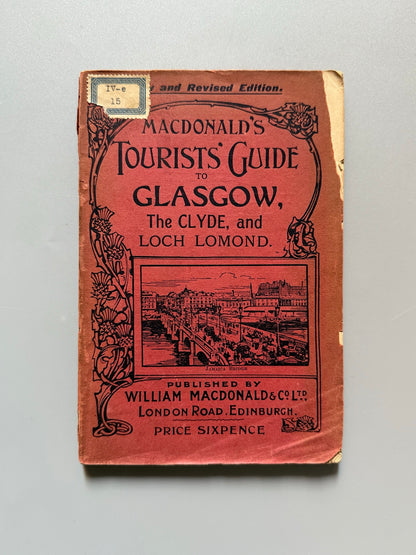 IV-e
15
and Revised Edition.
MACDONALD'S
TOURISTS' GUIDE
TO
GLASGOW,
The CLYDE, and
LOCH LOMOND.
JAMAICA BRIDGE
PUBLISHED BY
WILLIAM MACDONALD & CO. LTD.,
LONDON ROAD, EDINBURGH.
PRICE SIXPENCE